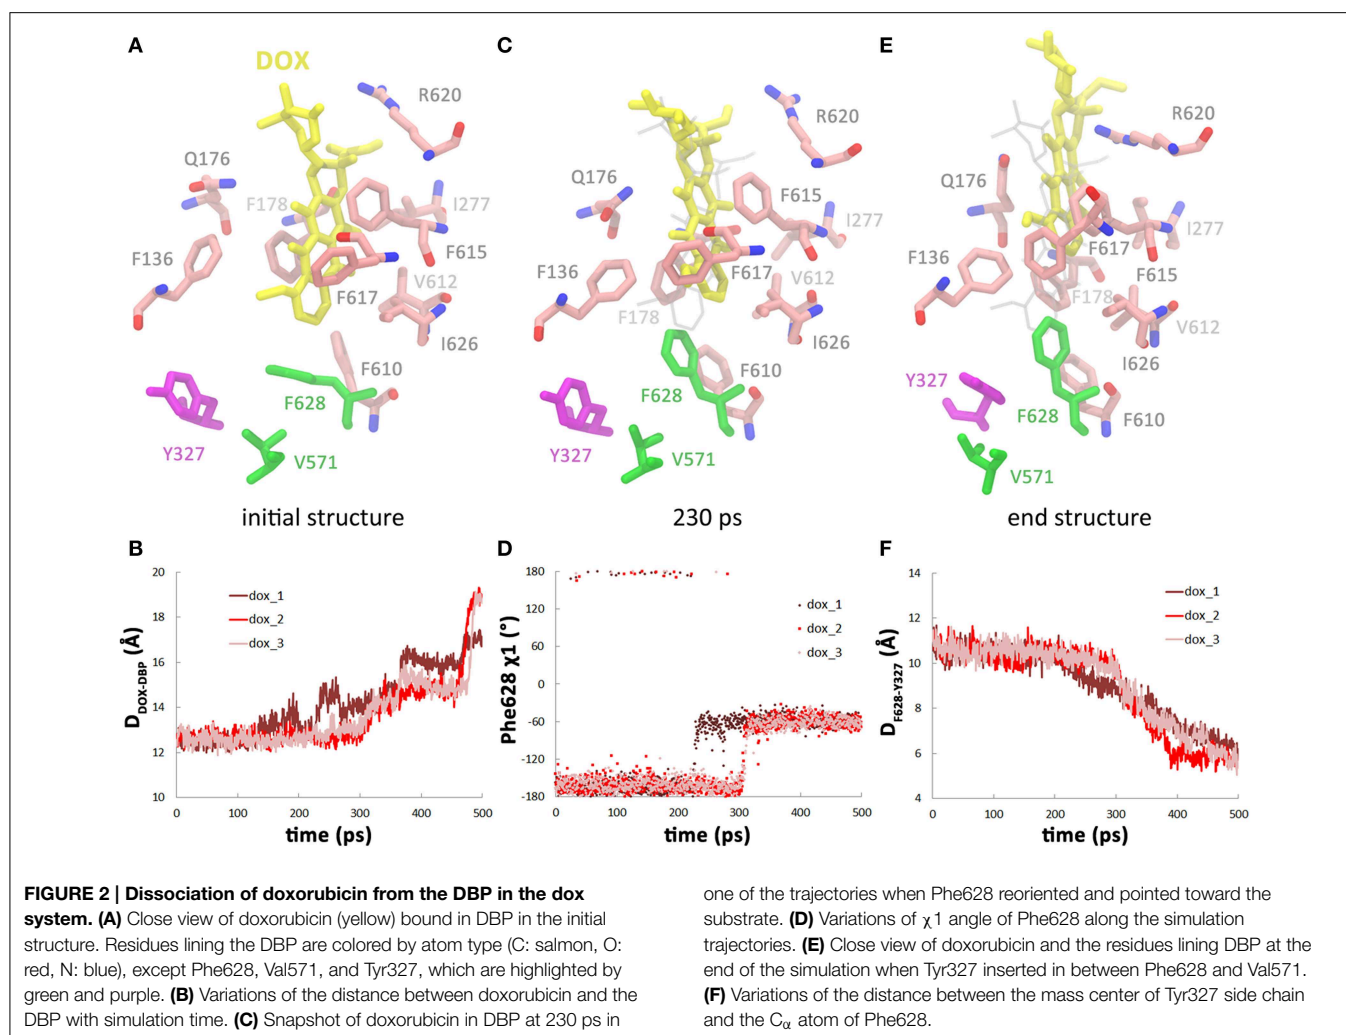 A
DOX
R620
Q176
F178
I277
F136
F615
F617
V612
I626
F610
F628
Y327
V571
initial structure
C
R620
Q176
F615
I277
F136
F617
V612
F178
I626
F610
F628
Y327
V571
230 ps
E
R620
Q176
I277
F617
F136
F615
F178
V612
I626
Y327
F628
F610
V571
end structure
B
D_DOX-DBP (Å)
20
18
16
14
12
10
dox_1
dox_2
dox_3
0 100 200 300 400 500
time (ps)
D
Phe628 χ1 (°)
180
120
60
0
-60
-120
-180
dox_1
dox_2
dox_3
0 100 200 300 400 500
time (ps)
F
D_F628-Y327 (Å)
14
12
10
8
6
4
dox_1
dox_2
dox_3
0 100 200 300 400 500
time (ps)
FIGURE 2 | Dissociation of doxorubicin from the DBP in the dox
system. (A) Close view of doxorubicin (yellow) bound in DBP in the initial
structure. Residues lining the DBP are colored by atom type (C: salmon, O:
red, N: blue), except Phe628, Val571, and Tyr327, which are highlighted by
green and purple. (B) Variations of the distance between doxorubicin and the
DBP with simulation time. (C) Snapshot of doxorubicin in DBP at 230 ps in
one of the trajectories when Phe628 reoriented and pointed toward the
substrate. (D) Variations of χ1 angle of Phe628 along the simulation
trajectories. (E) Close view of doxorubicin and the residues lining DBP at the
end of the simulation when Tyr327 inserted in between Phe628 and Val571.
(F) Variations of the distance between the mass center of Tyr327 side chain
and the Cα atom of Phe628.